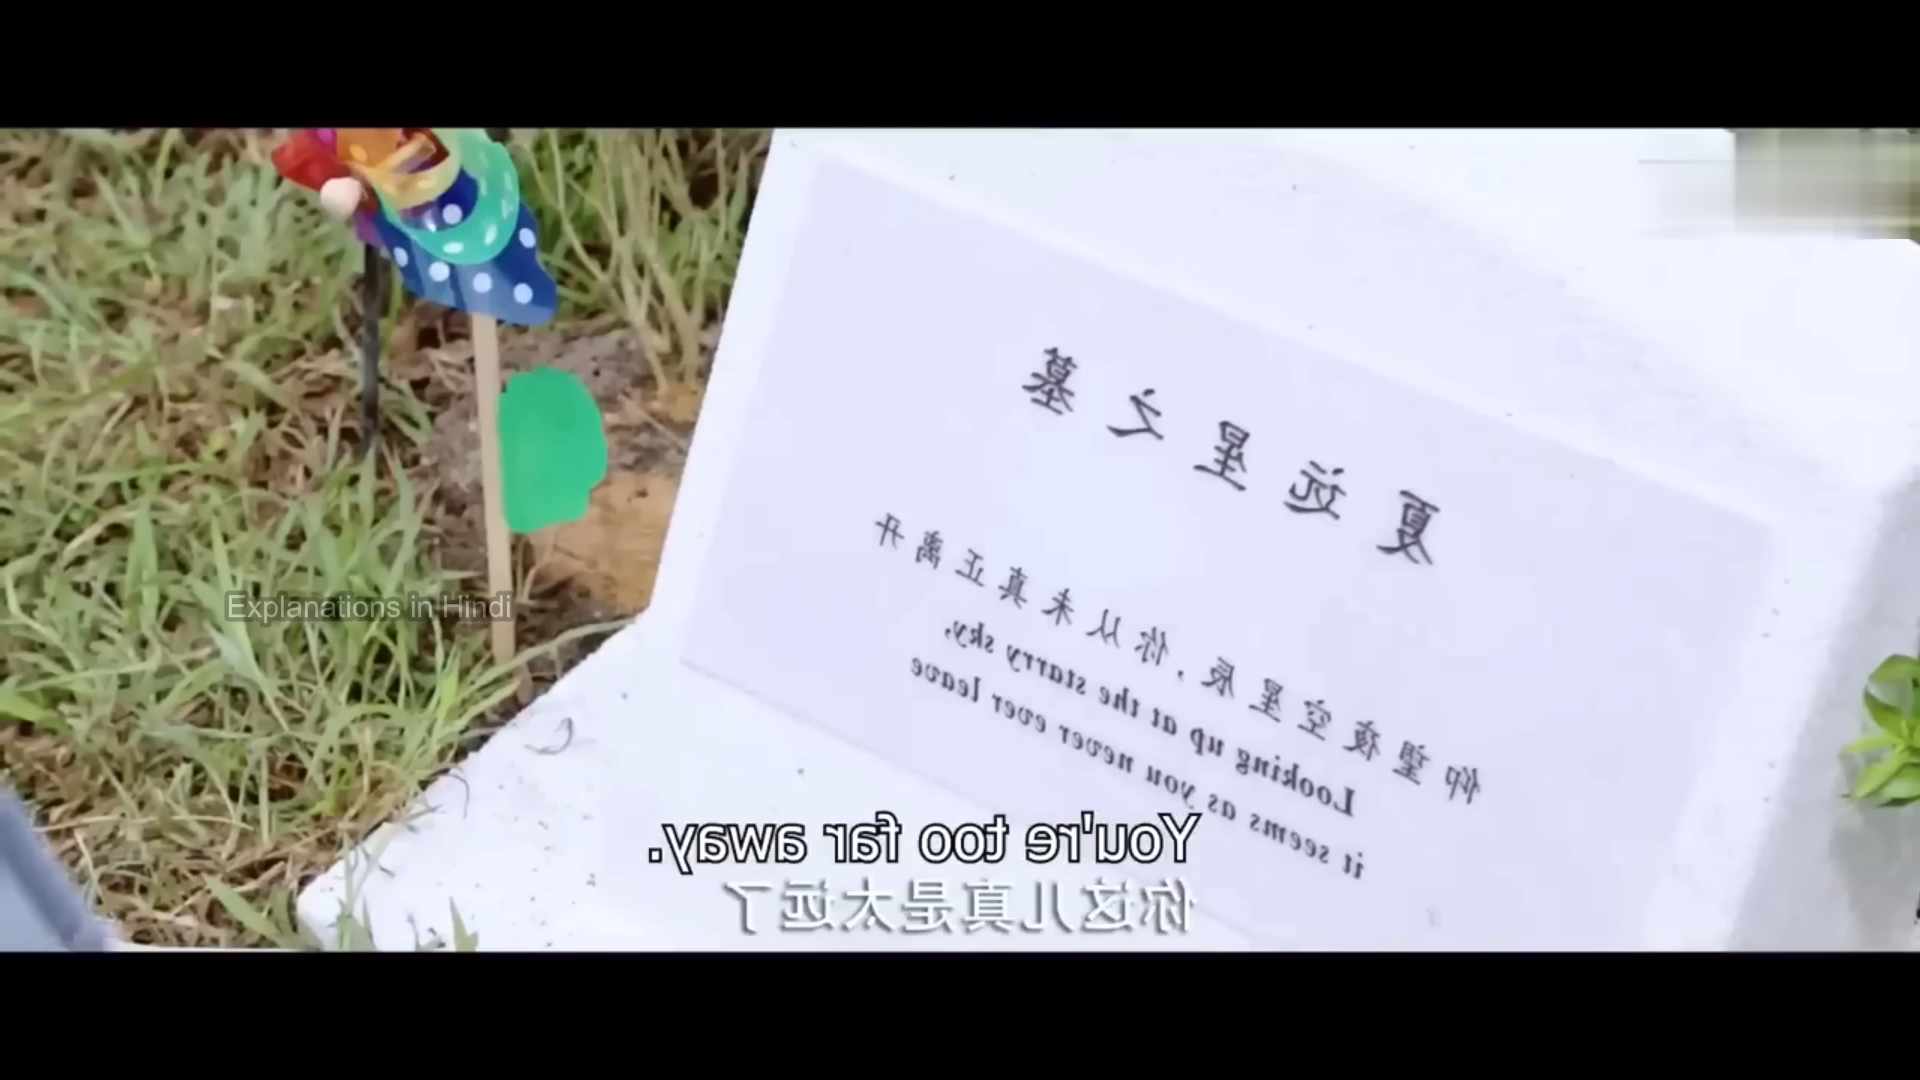 夏远星之墓
仰望夜空星辰，你从未真正离开
Looking up at the starry sky,
it seems as you never ever leave
Explanations in Hindi
You're too far away.
你这儿真是太远了